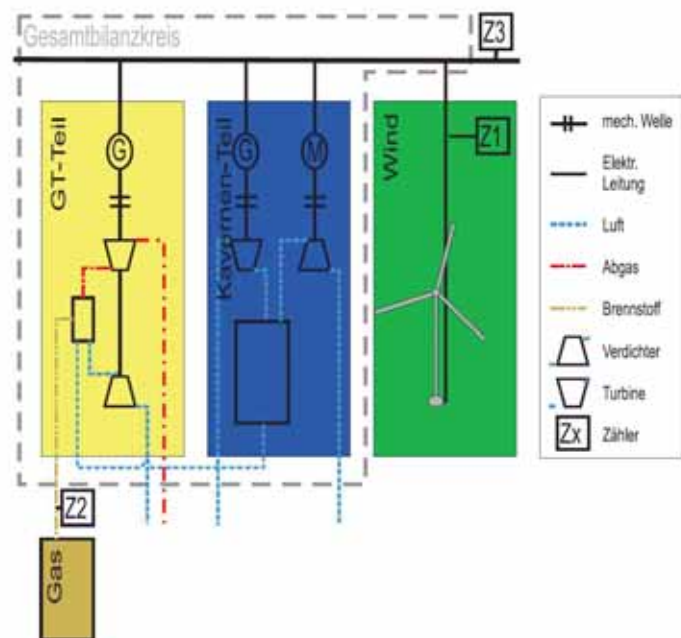 Gesamtbilanzkreis
Z3
GT-Teil
G
Kavernen-Teil
G
M
Wind
Z1
Z2
Gas
mech. Welle
Elektr.
Leitung
Luft
Abgas
Brennstoff
Verdichter
Turbine
Zx
Zähler